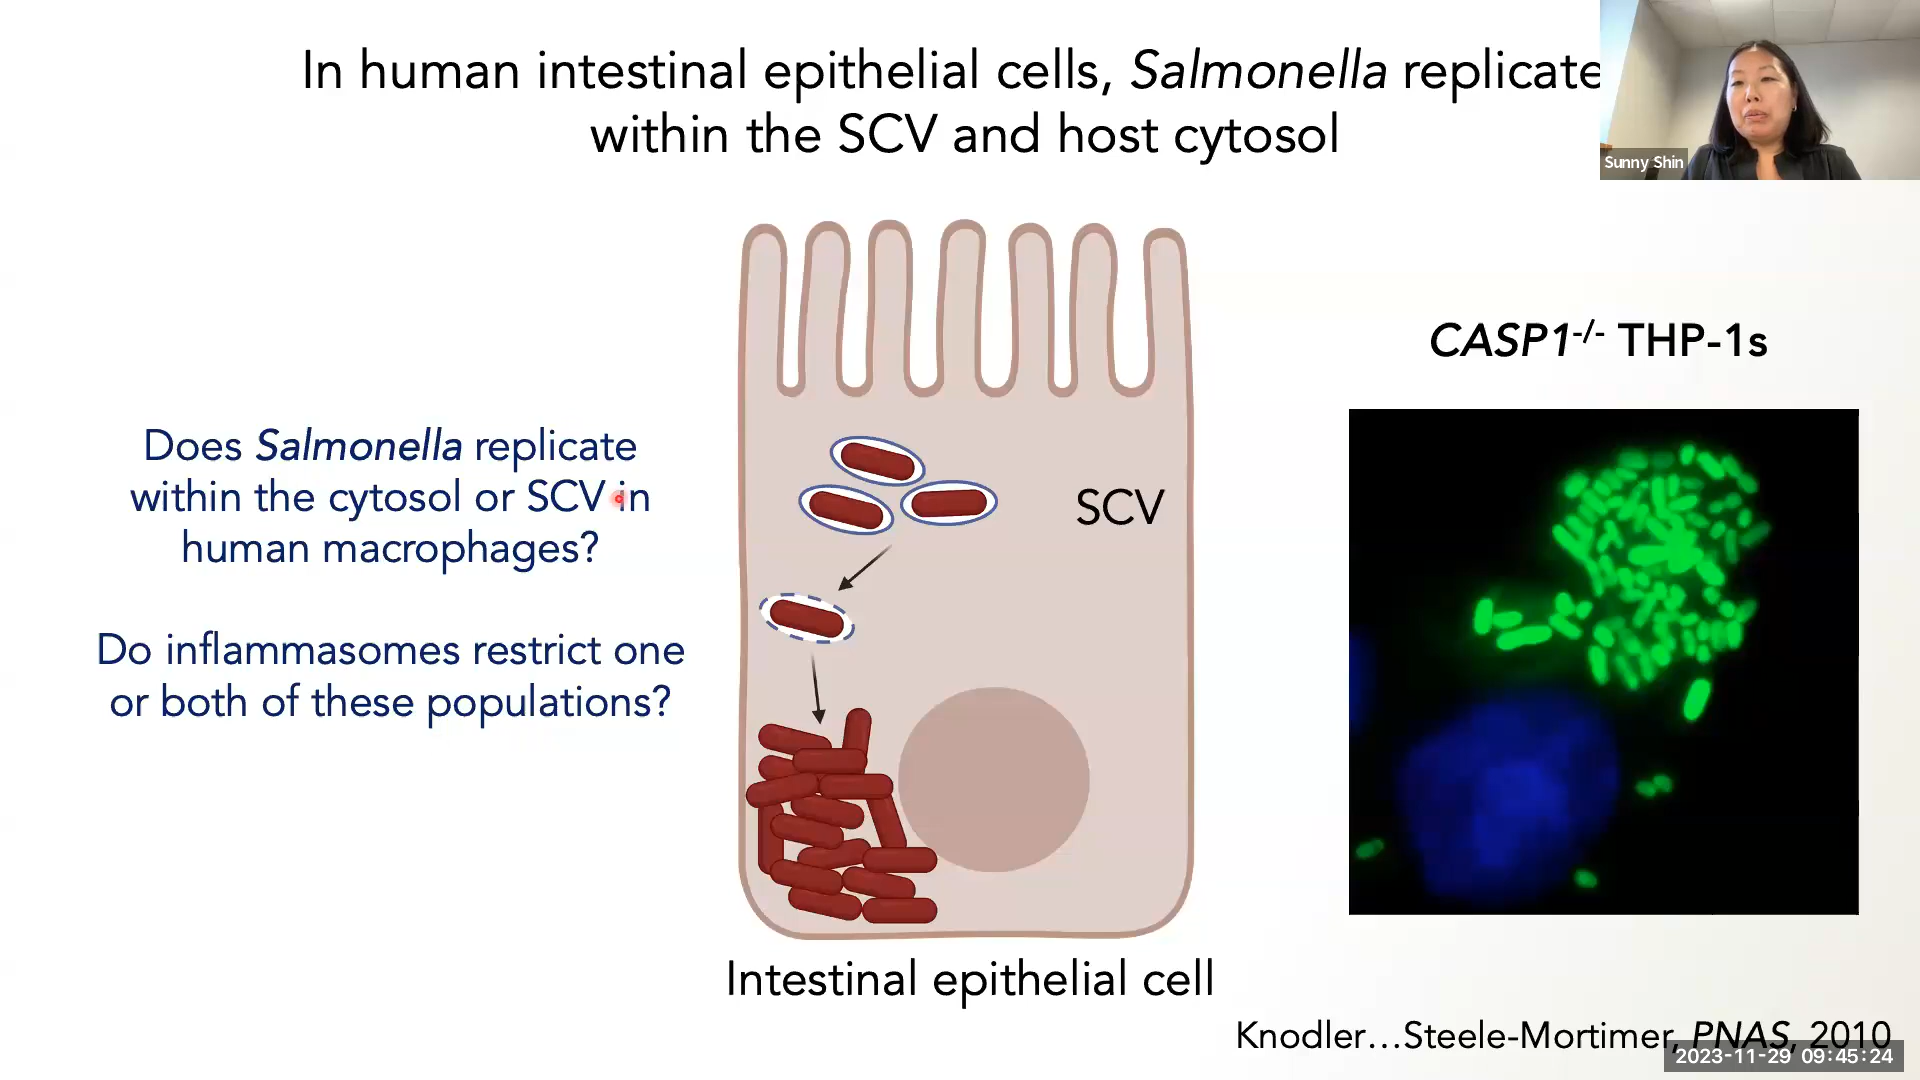 In human intestinal epithelial cells, Salmonella replicate
within the SCV and host cytosol
Sunny Shin
CASP1-/- THP-1s
Does Salmonella replicate
within the cytosol or SCV in
human macrophages?
SCV
Do inflammasomes restrict one
or both of these populations?
Intestinal epithelial cell
Knodler...Steele-Mortimer, PNAS, 2010
2023-11-29 09:45:24